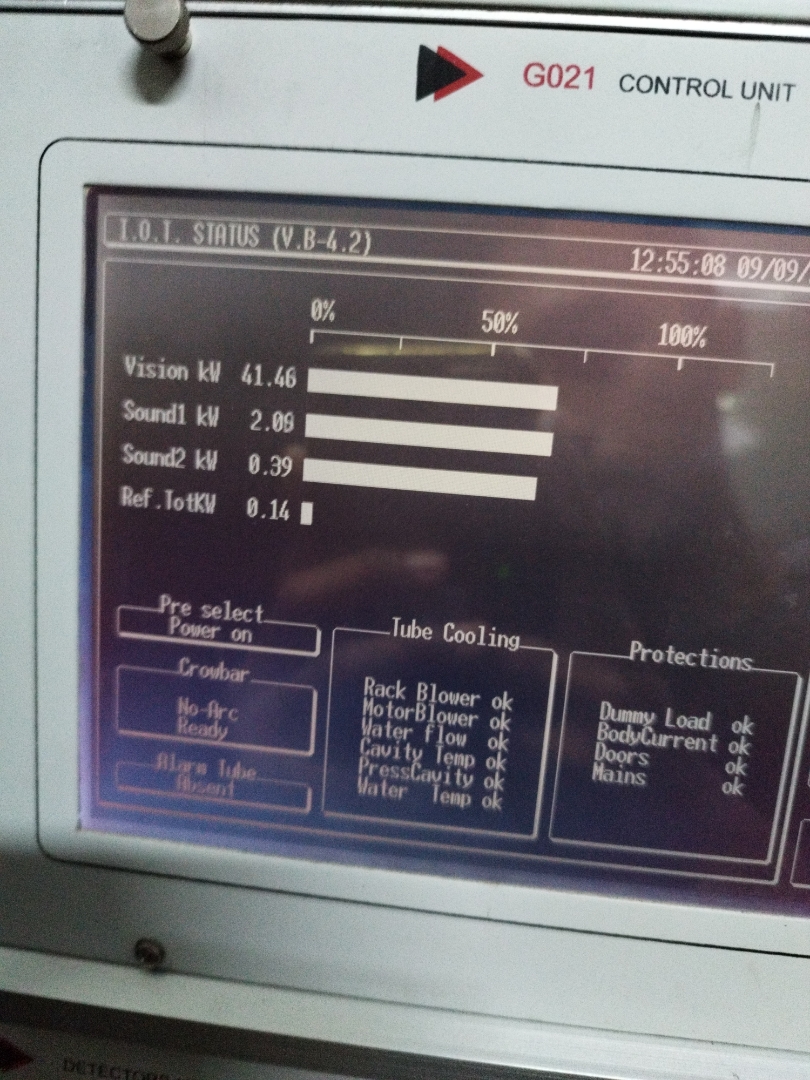 G021 CONTROL UNIT
I.O.T. STATUS (V.B-4.2)
12:55:08 09/09/
0% 50% 100%
Vision kW 41.46
Sound1 kW 2.09
Sound2 kW 0.39
Ref.TotKW 0.14
Pre select
Power on
Crowbar
No-Arc
Ready
Alarm Tube
Absent
Tube Cooling
Rack Blower ok
MotorBlower ok
Water flow ok
Cavity Temp ok
PressCavity ok
Water Temp ok
Protections
Dummy Load ok
BodyCurrent ok
Doors ok
Mains ok
DETECTORS